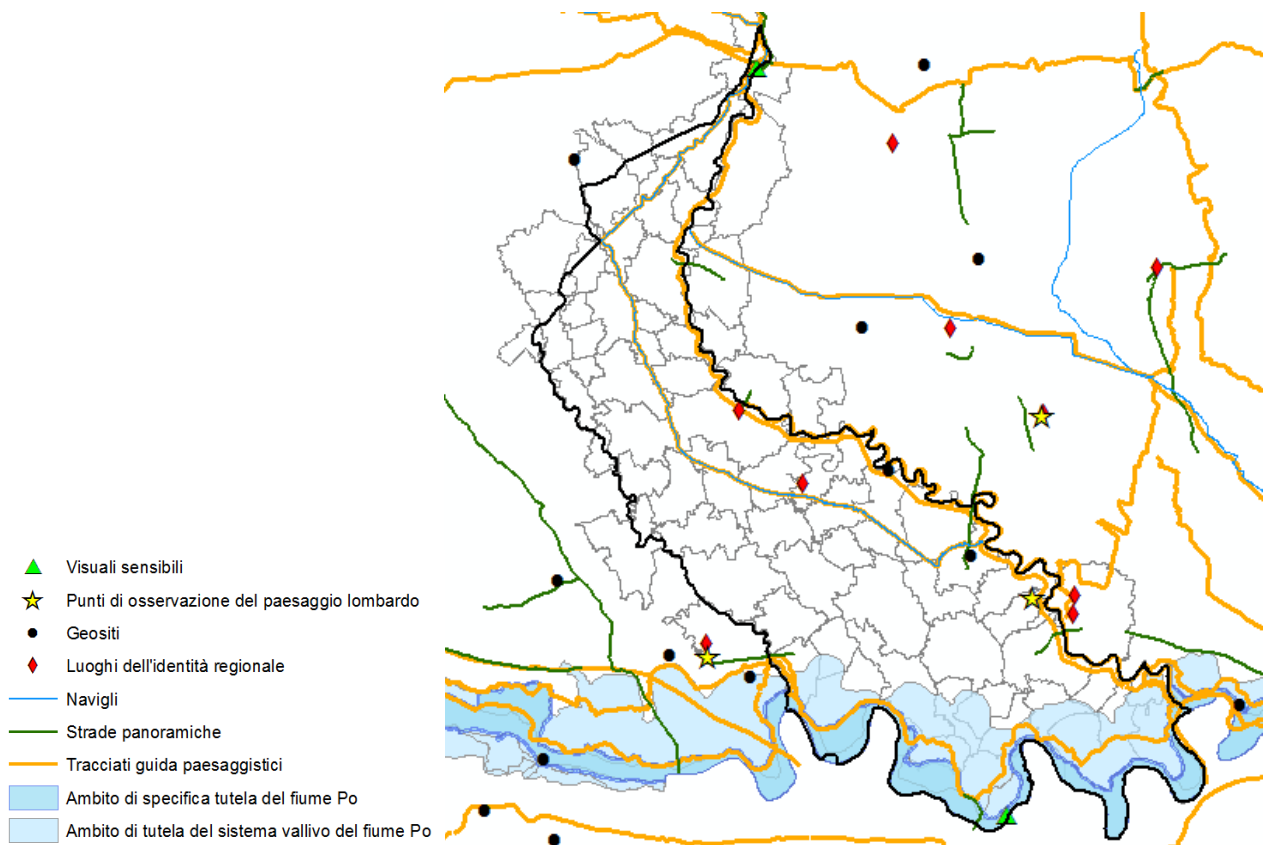 Visuali sensibili
Punti di osservazione del paesaggio lombardo
Geositi
Luoghi dell'identità regionale
Navigli
Strade panoramiche
Tracciati guida paesaggistici
Ambito di specifica tutela del fiume Po
Ambito di tutela del sistema vallivo del fiume Po